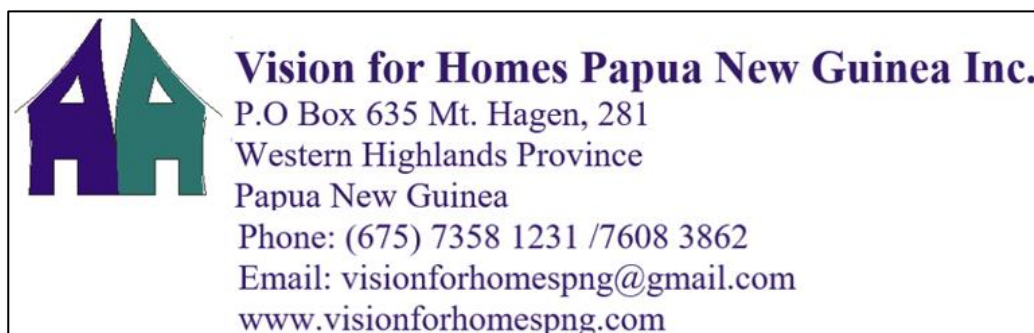 Vision for Homes Papua New Guinea Inc.
P.O Box 635 Mt. Hagen, 281
Western Highlands Province
Papua New Guinea
Phone: (675) 7358 1231 /7608 3862
Email: visionforhomespng@gmail.com
www.visionforhomespng.com